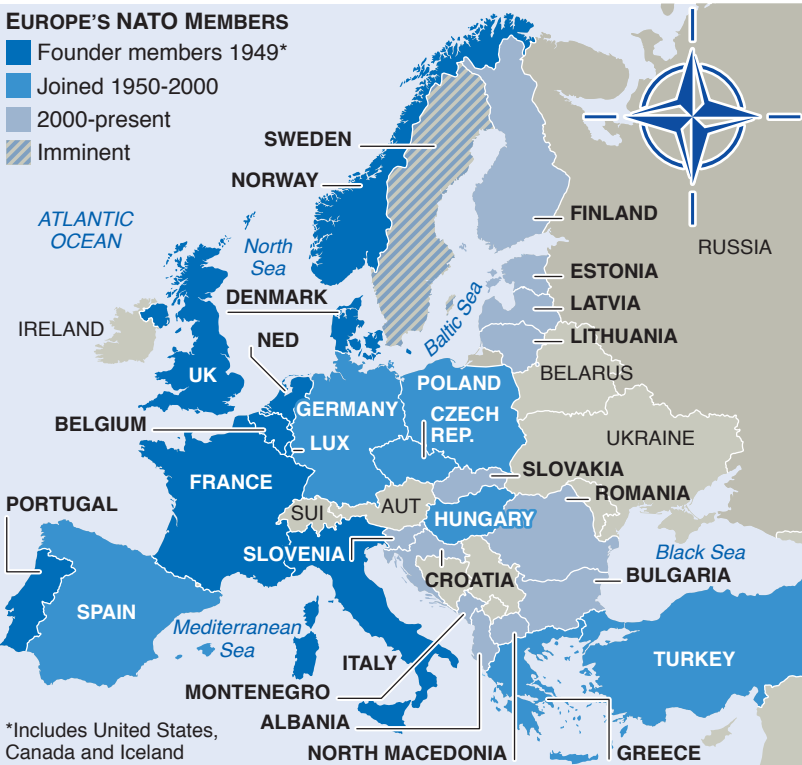 EUROPE'S NATO MEMBERS
Founder members 1949*
Joined 1950-2000
2000-present
Imminent
SWEDEN
NORWAY
FINLAND
ATLANTIC
OCEAN
North
Sea
RUSSIA
ESTONIA
DENMARK
LATVIA
Baltic Sea
IRELAND
NED
LITHUANIA
UK
POLAND
BELARUS
GERMANY
CZECH
REP.
BELGIUM
LUX
UKRAINE
FRANCE
SLOVAKIA
ROMANIA
PORTUGAL
SUI
AUT
HUNGARY
SLOVENIA
Black Sea
CROATIA
BULGARIA
SPAIN
Mediterranean
Sea
ITALY
TURKEY
MONTENEGRO
ALBANIA
*Includes United States,
Canada and Iceland
NORTH MACEDONIA
GREECE